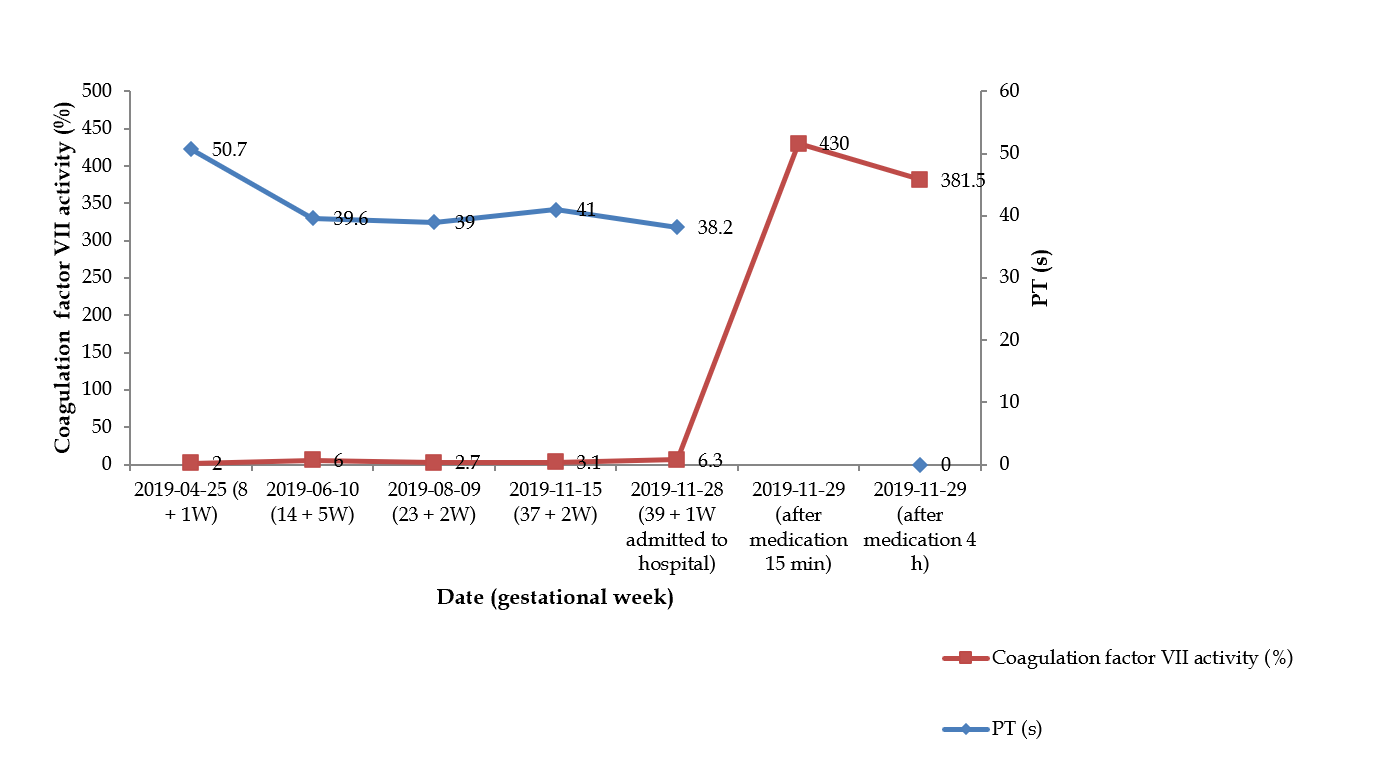 500
450
400
350
300
250
200
150
100
50
0
Coagulation factor VII activity (%)
60
50
40
30
20
10
0
PT (s)
50.7
39.6
39
41
38.2
0
2
6
2.7
3.1
6.3
430
381.5
2019-04-25 (8
+ 1W)
2019-06-10
(14 + 5W)
2019-08-09
(23 + 2W)
2019-11-15
(37 + 2W)
2019-11-28
(39 + 1W
admitted to
hospital)
2019-11-29
(after
medication
15 min)
2019-11-29
(after
medication 4
h)
Date (gestational week)
Coagulation factor VII activity (%)
PT (s)